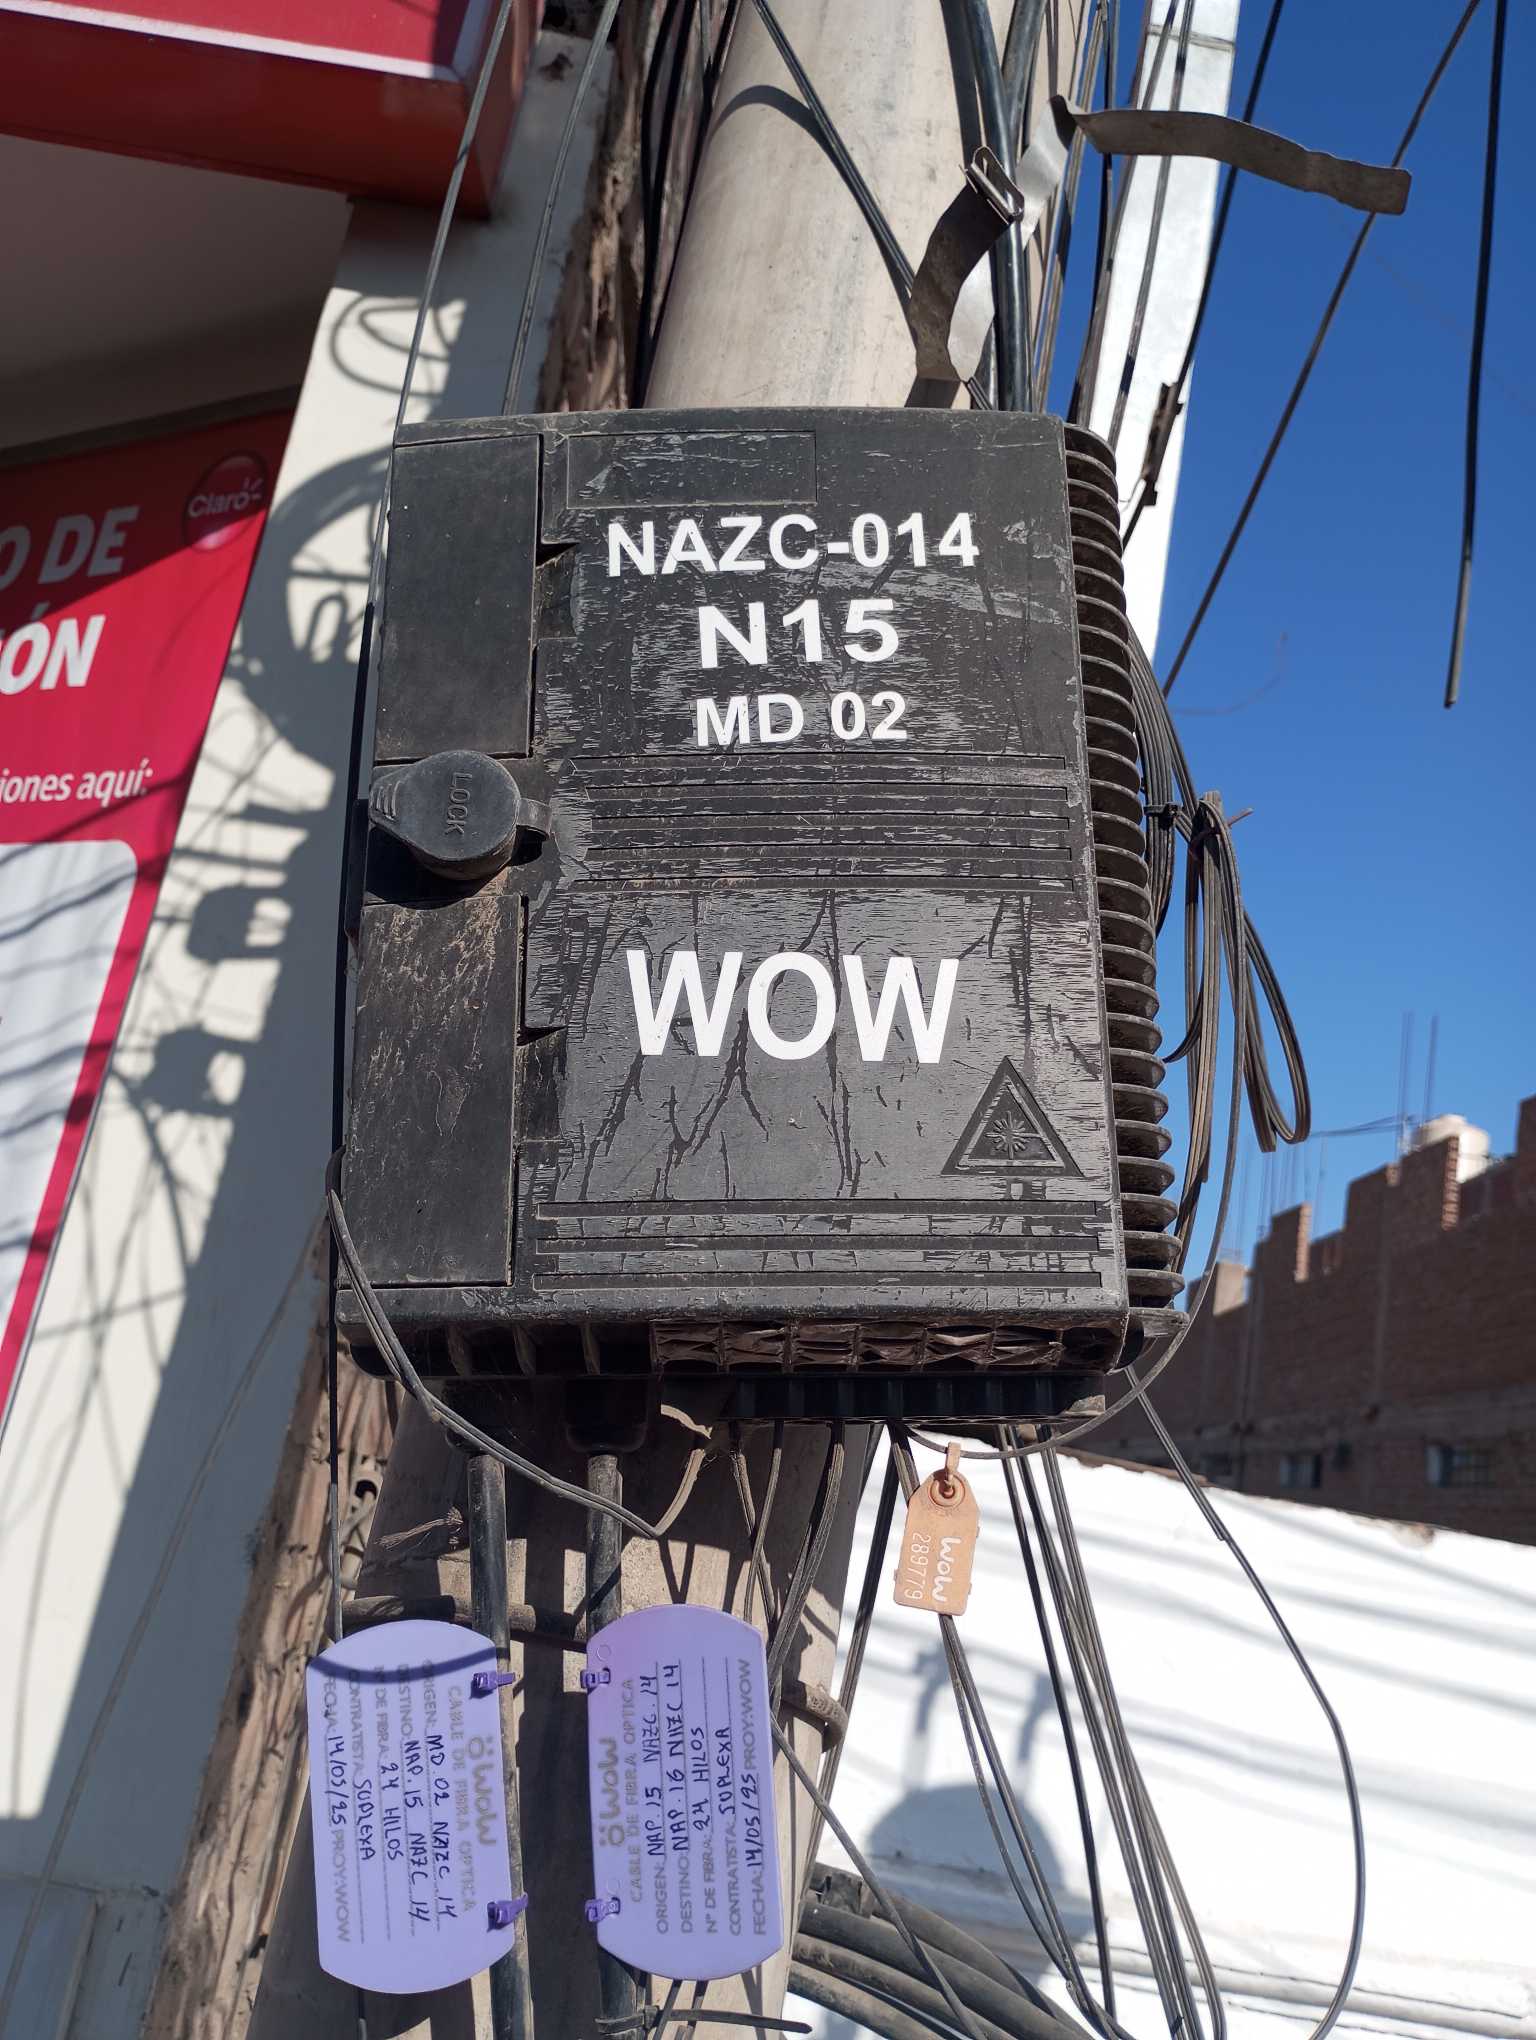 Claro
O DE
ÓN
iones aquí:
NAZC-014
N15
MD 02
LOCK
WOW
WOW
289779
WOW
CABLE DE FIBRA OPTICA
ORIGEN: MD.02 NAZC.14
DESTINO: NAP.15 NAZC 14
N° DE FIBRA: 24 HILOS
CONTRATISTA: SUPLEXA
FECHA: 14/05/25 PROY: WOW
WOW
CABLE DE FIBRA OPTICA
ORIGEN: NAP.15 NAZC.14
DESTINO: NAP.16 NAZC 14
N° DE FIBRA: 24 HILOS
CONTRATISTA: SUPLEXA
FECHA: 14/05/25 PROY: WOW